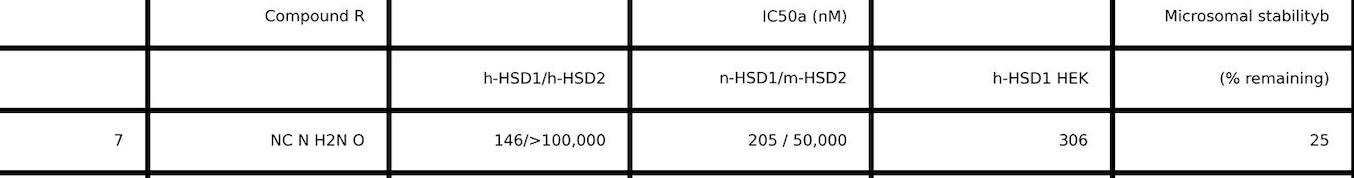 Compound R IC50a (nM) Microsomal stabilityb
h-HSD1/h-HSD2 n-HSD1/m-HSD2 h-HSD1 HEK (% remaining)
7 NC N H2N O 146/>100,000 205 / 50,000 306 25